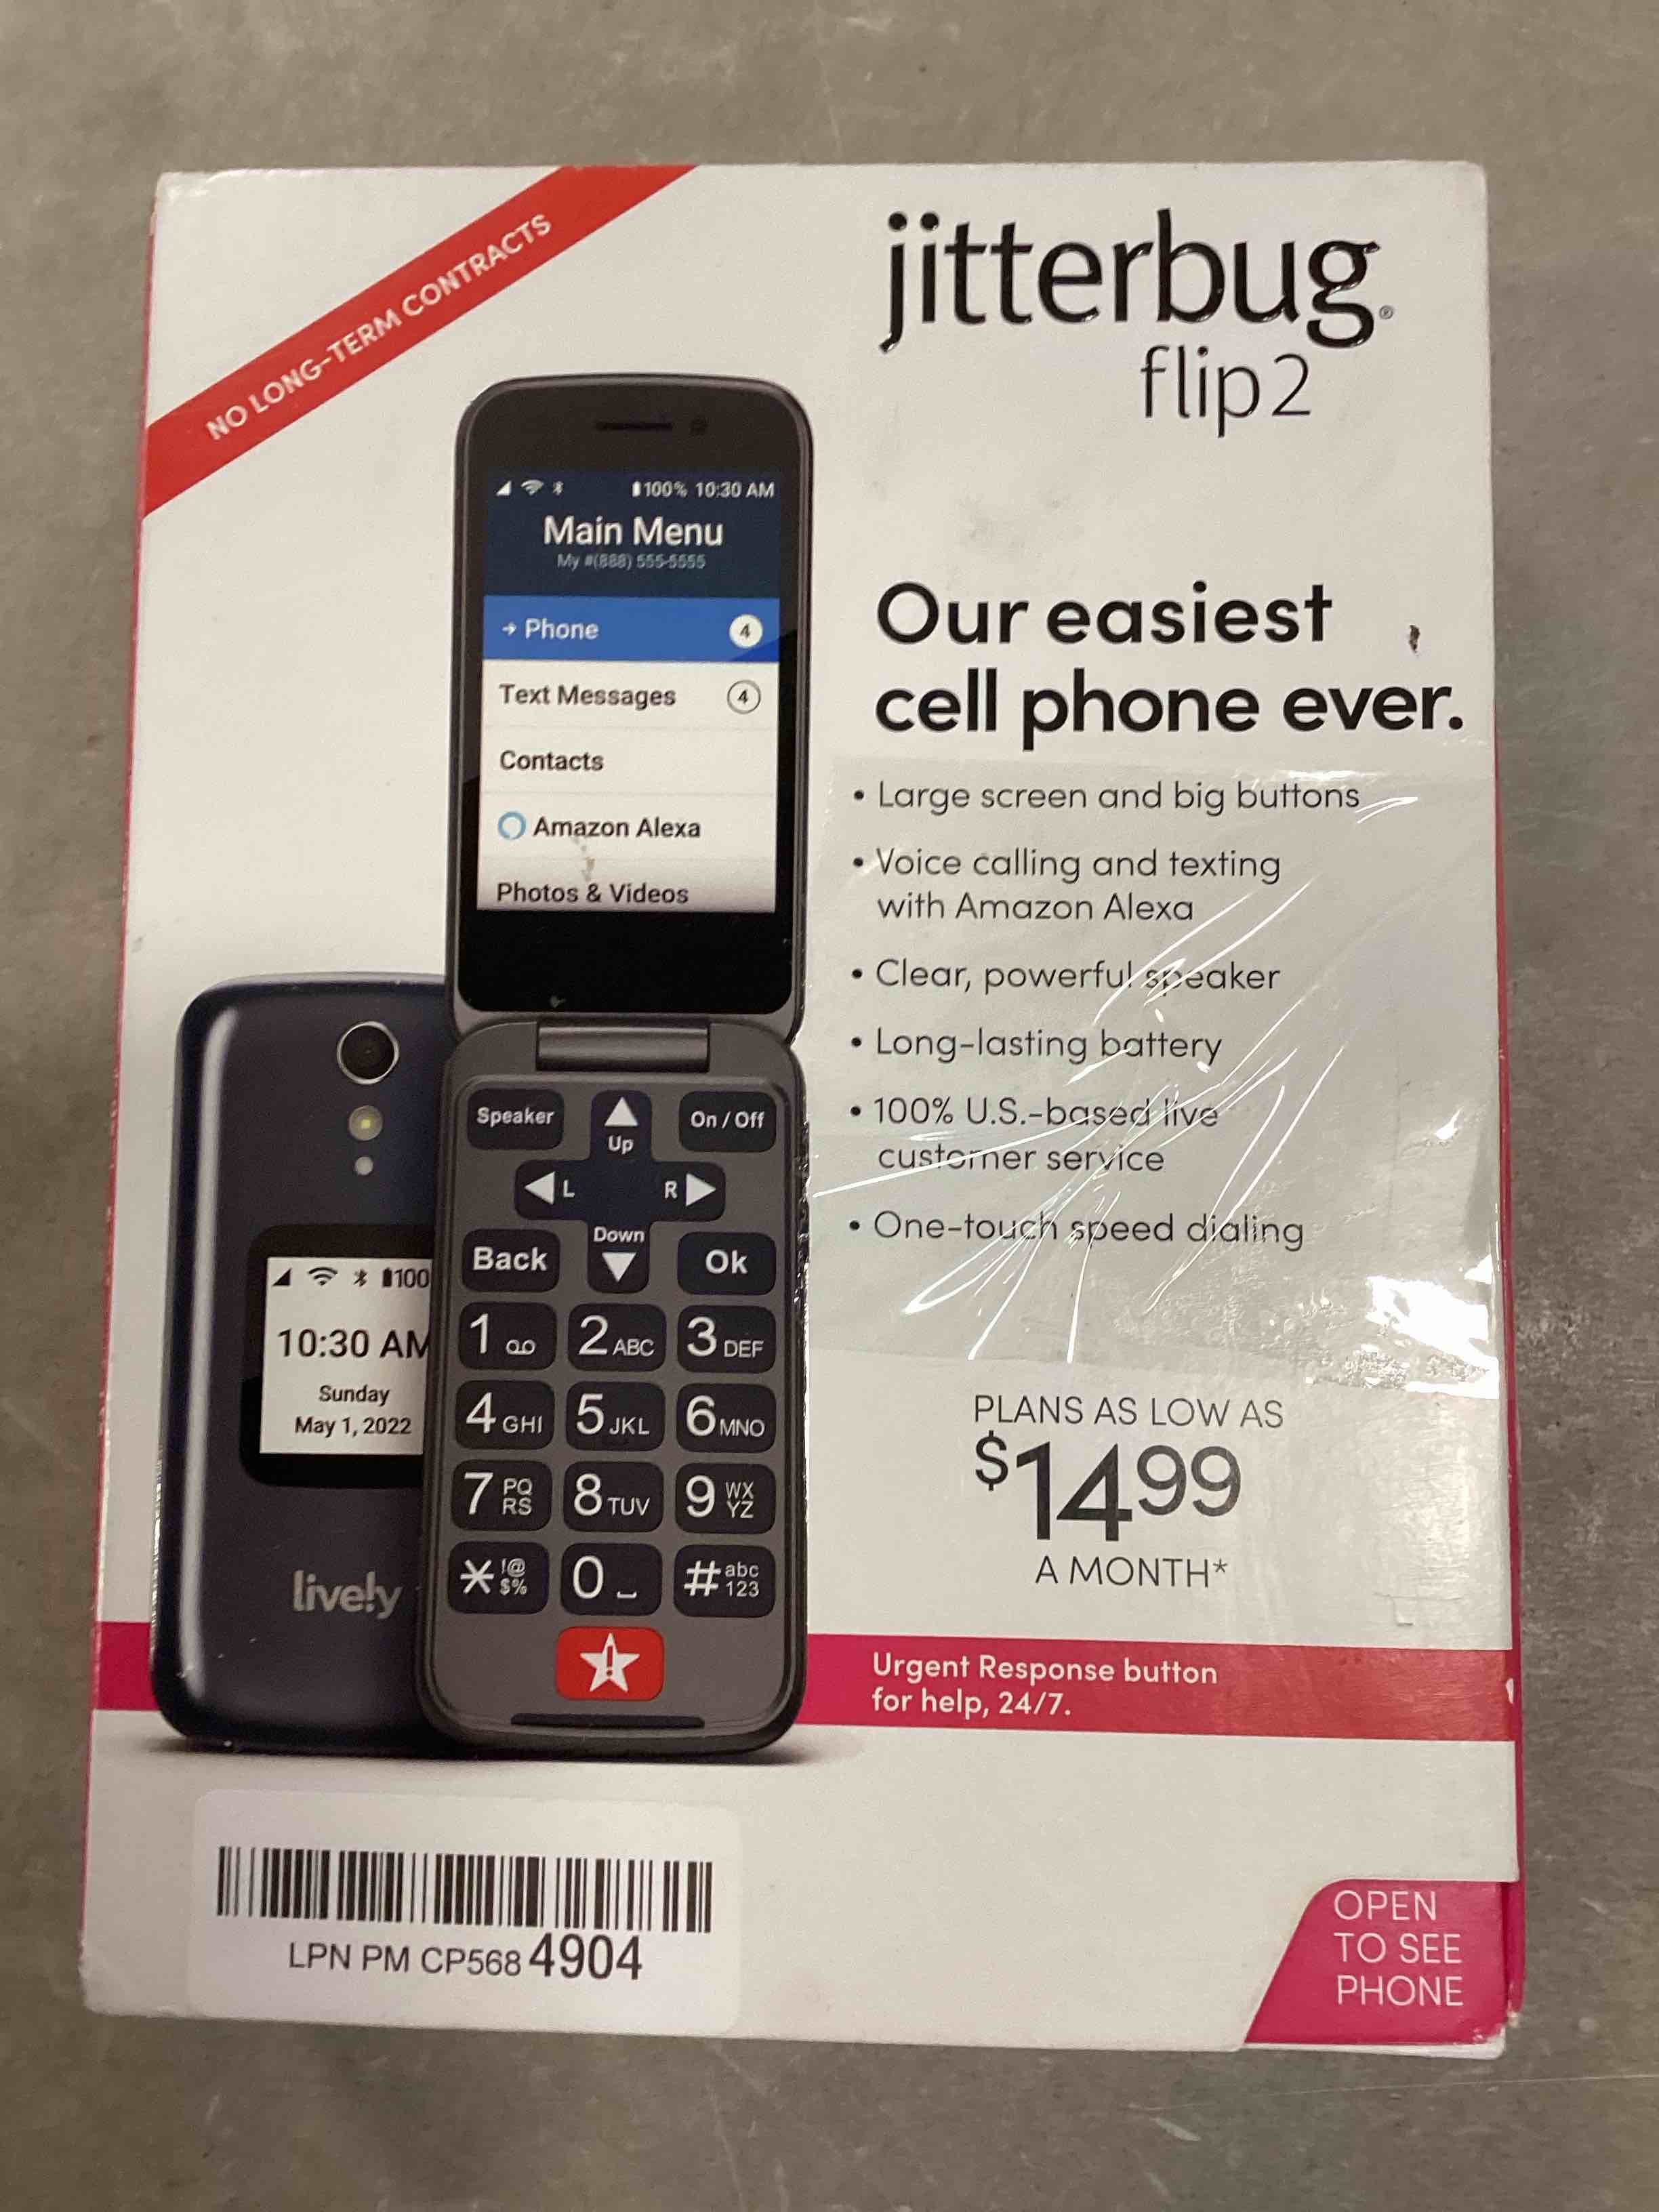 NO LONG-TERM CONTRACTS
jitterbug®
flip2
100% 10:30 AM
Main Menu
My #(888) 555-5555
→ Phone 4
Text Messages 4
Contacts
Amazon Alexa
Photos & Videos
Our easiest
cell phone ever.
• Large screen and big buttons
• Voice calling and texting
with Amazon Alexa
• Clear, powerful speaker
• Long-lasting battery
• 100% U.S.-based live
customer service
• One-touch speed dialing
PLANS AS LOW AS
$1499
A MONTH*
Urgent Response button
for help, 24/7.
100
10:30 AM
Sunday
May 1, 2022
lively
Speaker Up On / Off
L R
Back Down Ok
1 2 ABC 3 DEF
4 GHI 5 JKL 6 MNO
7 PQRS 8 TUV 9 WXYZ
* !@$% 0 # abc123
LPN PM CP568 4904
OPEN
TO SEE
PHONE